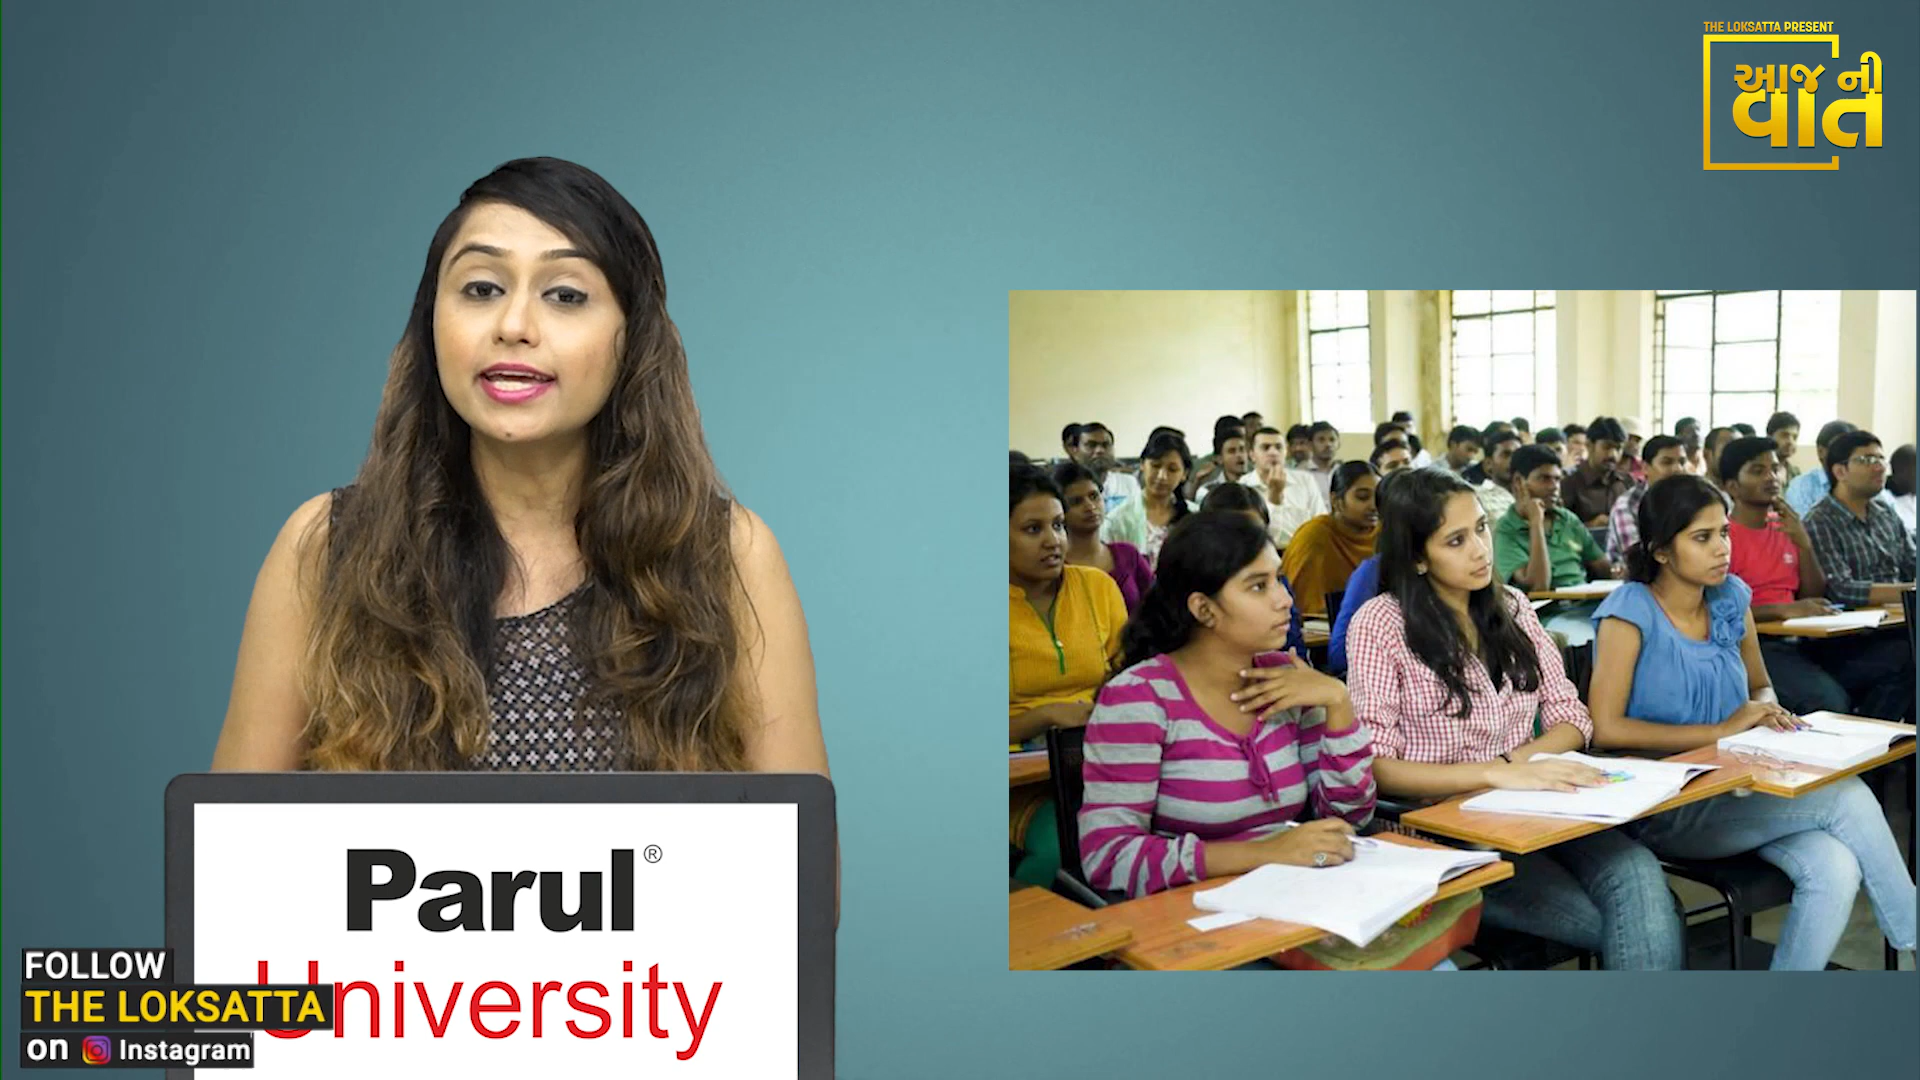 THE LOKSATTA PRESENT
આજ ની
વાત
Parul®
University
FOLLOW
THE LOKSATTA
on Instagram